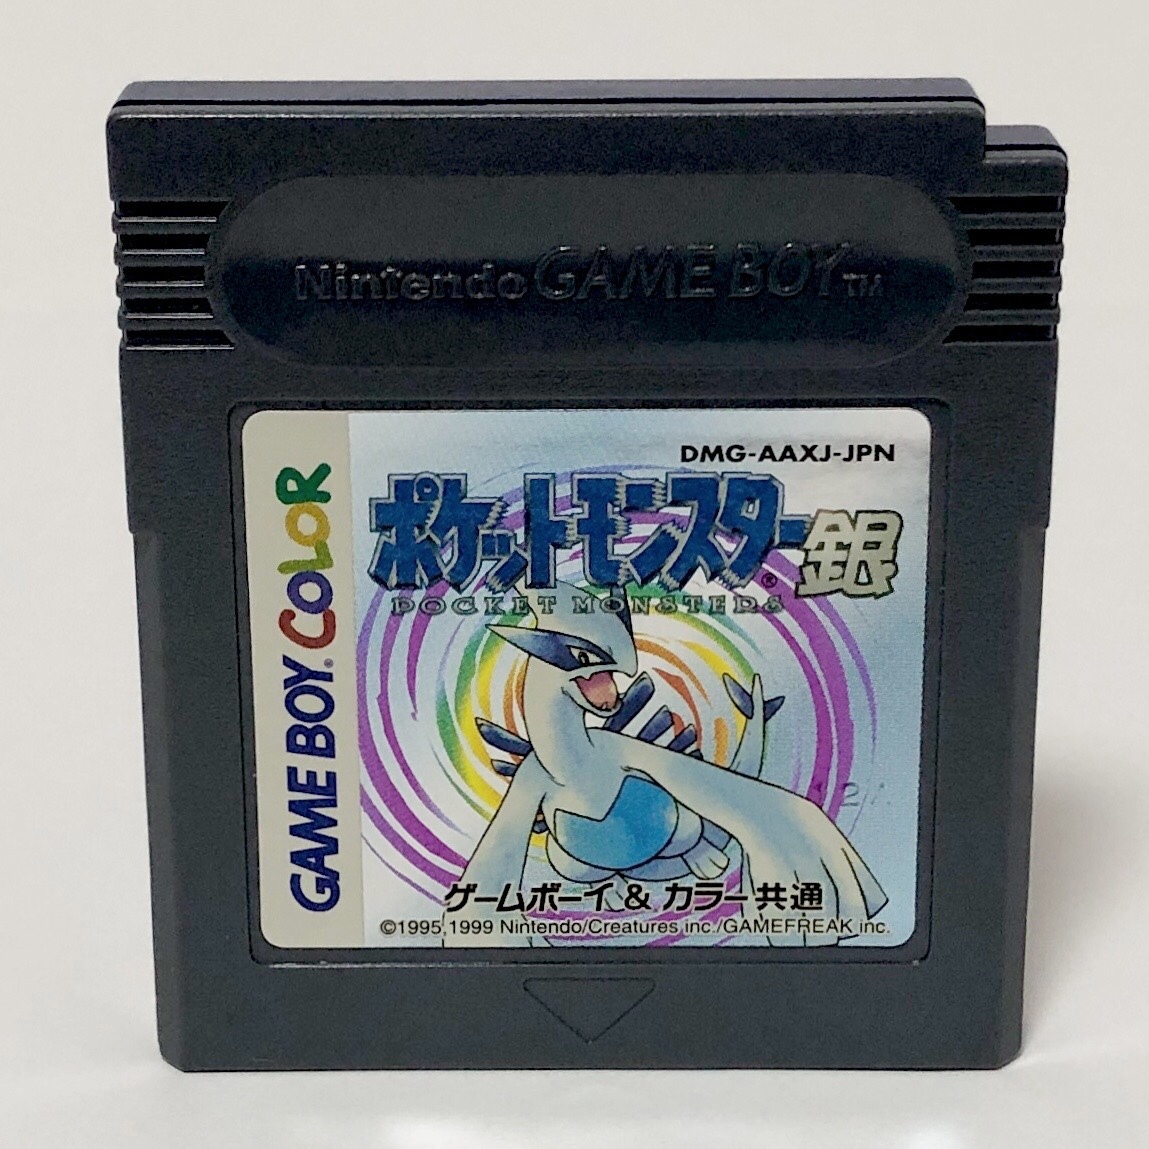 Nintendo GAME BOY™
GAME BOY COLOR
DMG-AAXJ-JPN
ポケットモンスター®銀
POCKET MONSTERS
ゲームボーイ & カラー共通
©1995,1999 Nintendo/Creatures inc./GAMEFREAK inc.